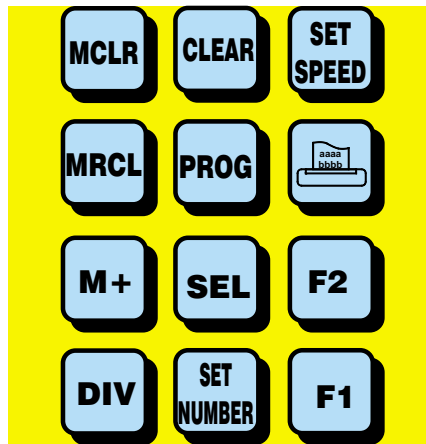 MCLR
CLEAR
SET
SPEED
MRCL
PROG
aaaa
bbbb
M+
SEL
F2
DIV
SET
NUMBER
F1